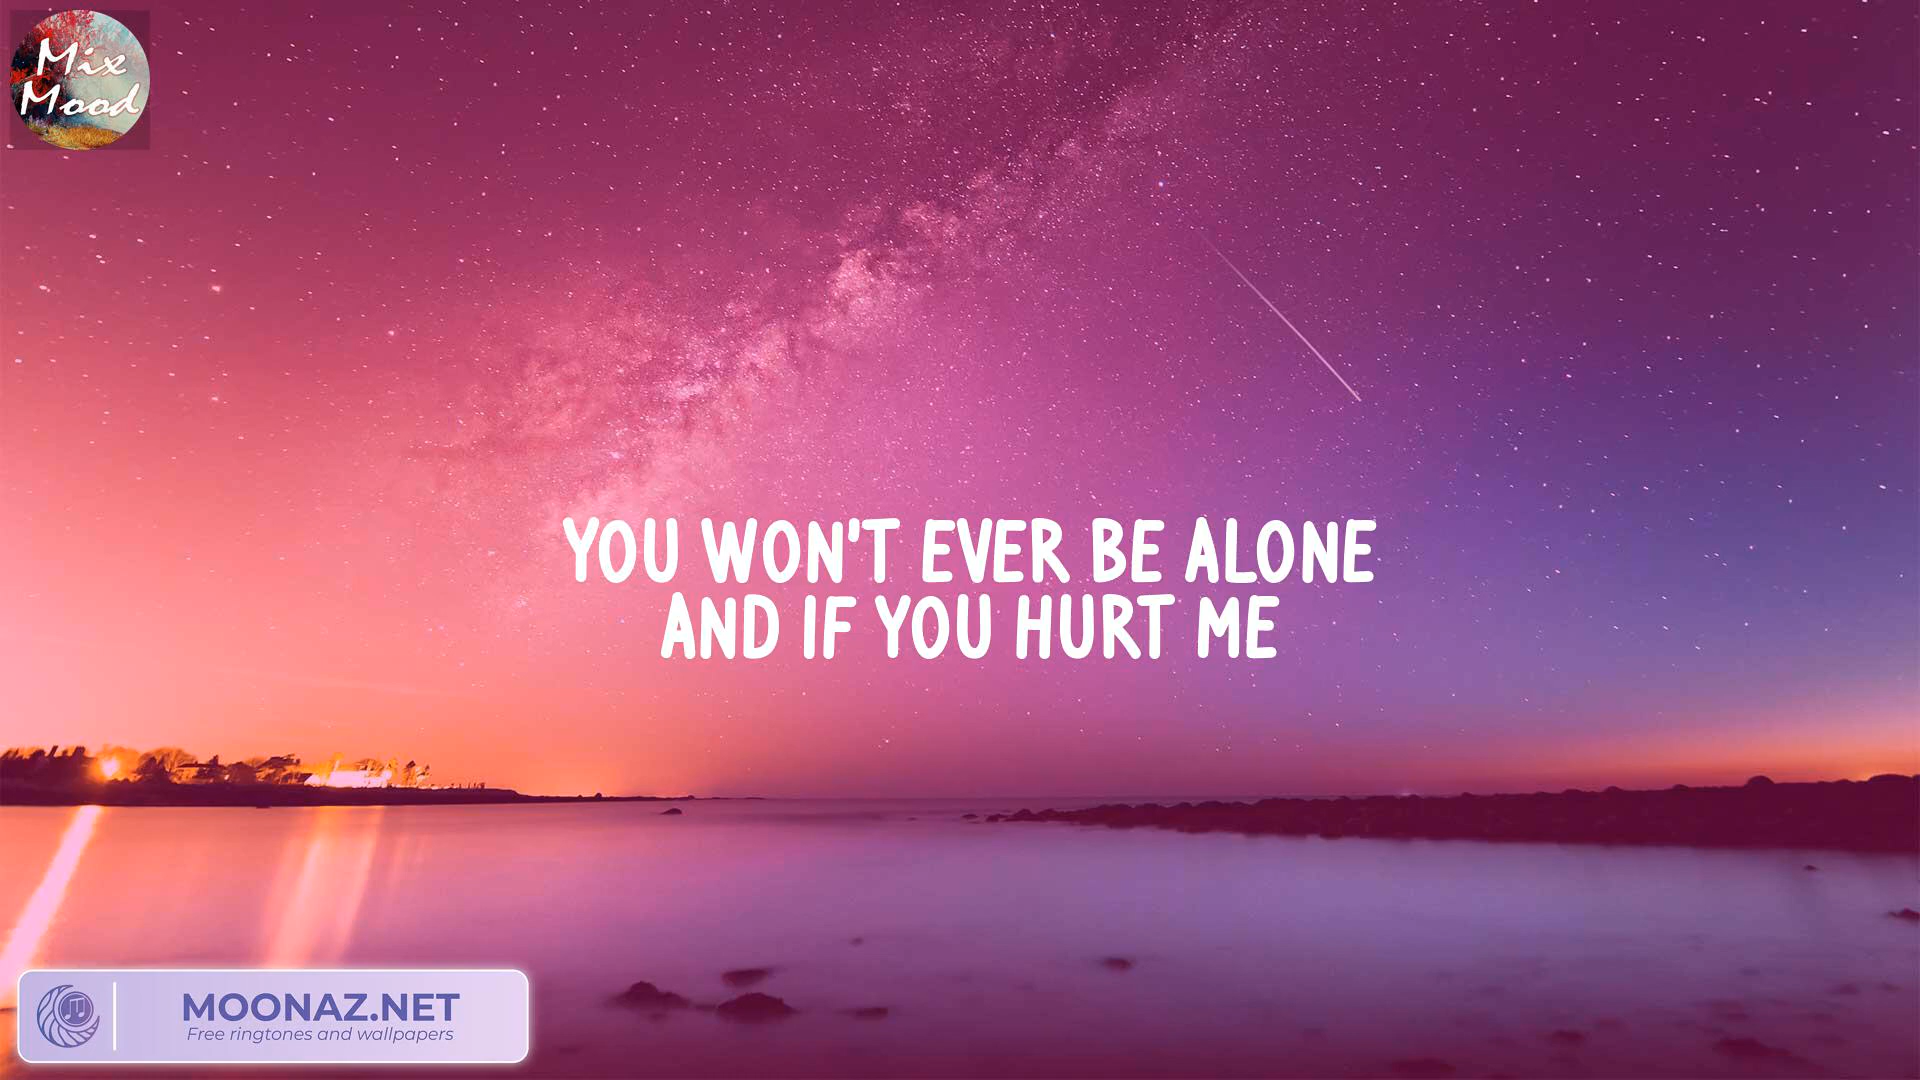 Mix
Mood
YOU WON'T EVER BE ALONE
AND IF YOU HURT ME
MOONAZ.NET
Free ringtones and wallpapers